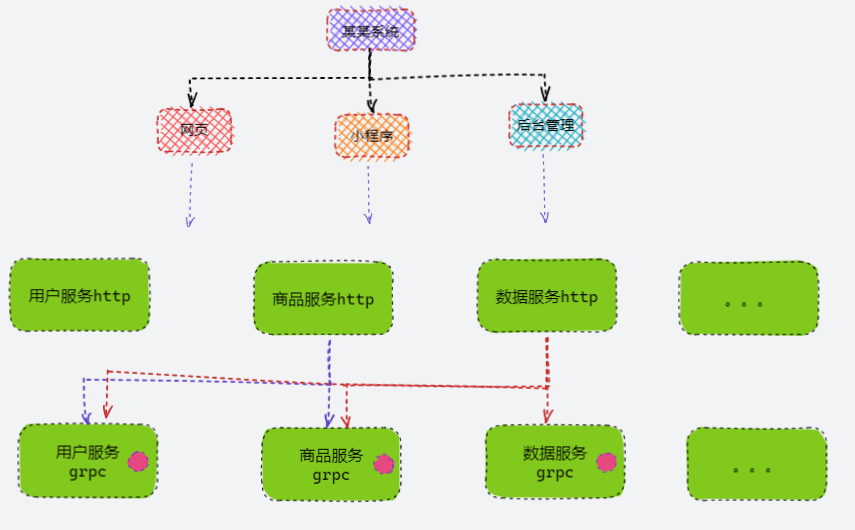 某某系统
网页
小程序
后台管理
用户服务http
商品服务http
数据服务http
。。。
用户服务
grpc
商品服务
grpc
数据服务
grpc
。。。